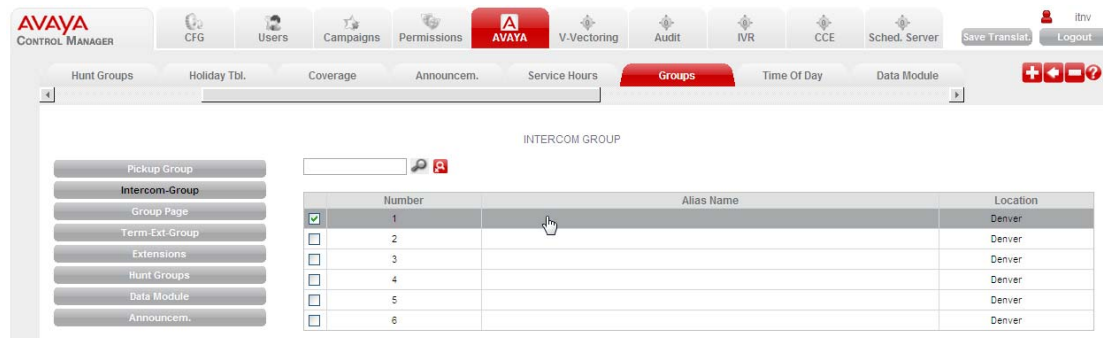 AVAYA
CONTROL MANAGER
CFG Users Campaigns Permissions AVAYA V-Vectoring Audit IVR CCE Sched. Server
itnv
Save Translat. Logout
Hunt Groups Holiday Tbl. Coverage Announcem. Service Hours Groups Time Of Day Data Module
INTERCOM GROUP
Pickup Group
Intercom-Group
Group Page
Term-Ext-Group
Extensions
Hunt Groups
Data Module
Announcem.
Number Alias Name Location
1 Denver
2 Denver
3 Denver
4 Denver
5 Denver
6 Denver